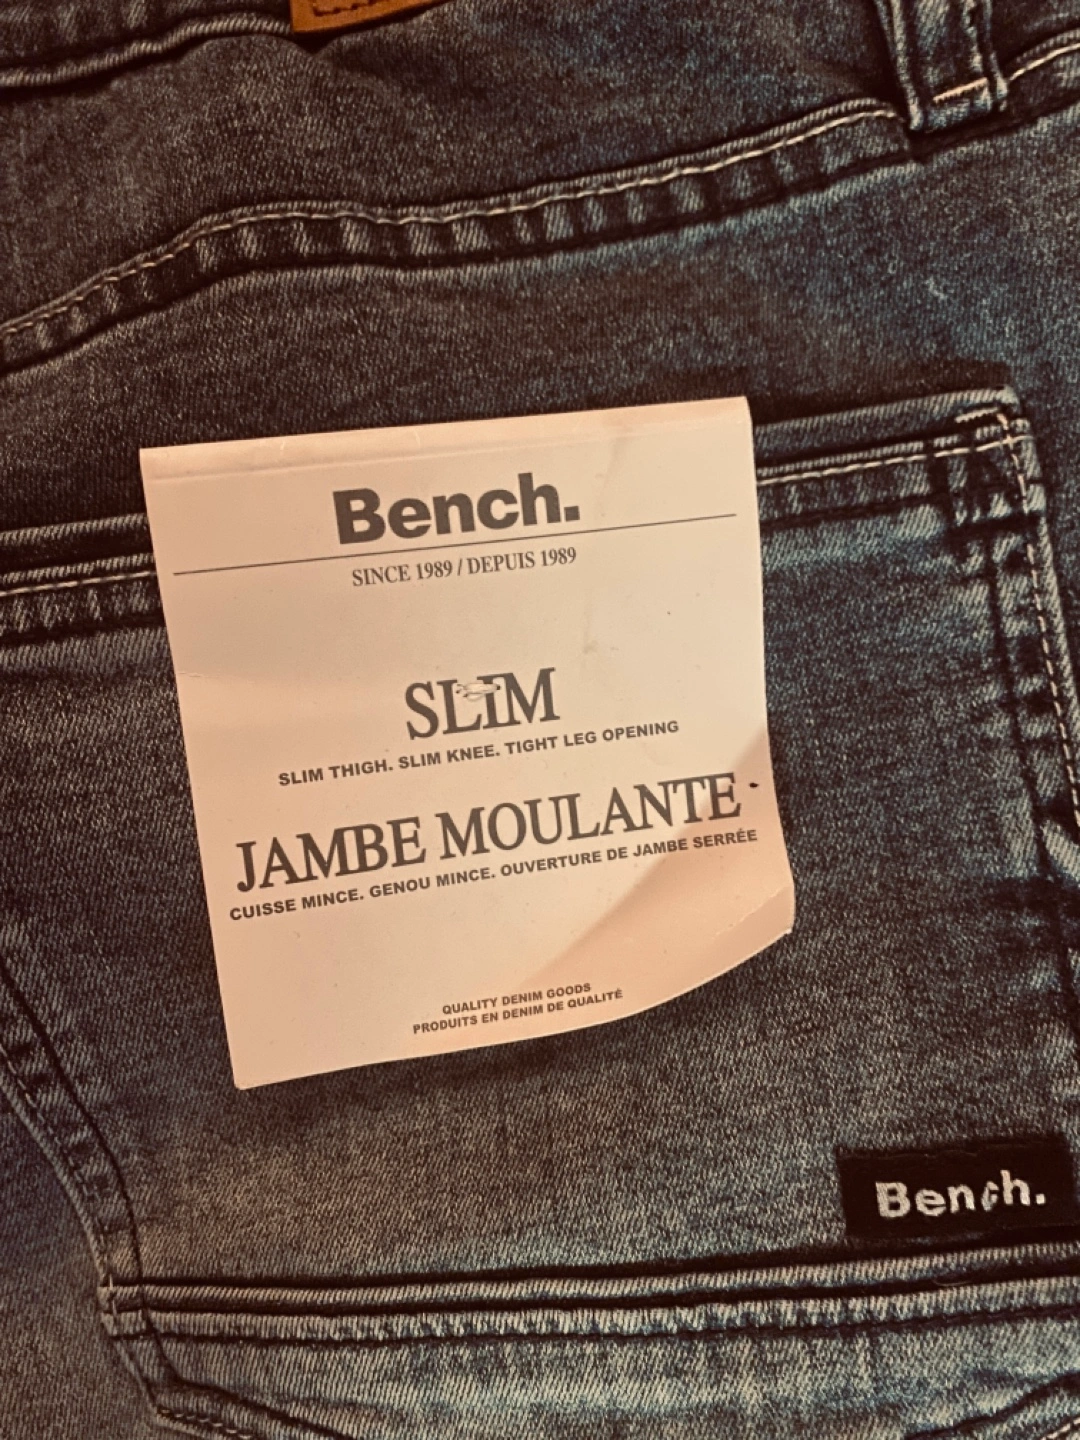 Bench.
SINCE 1989 / DEPUIS 1989
SLIM
SLIM THIGH. SLIM KNEE. TIGHT LEG OPENING
JAMBE MOULANTE
CUISSE MINCE. GENOU MINCE. OUVERTURE DE JAMBE SERRÉE
QUALITY DENIM GOODS
PRODUITS EN DENIM DE QUALITÉ
Bench.